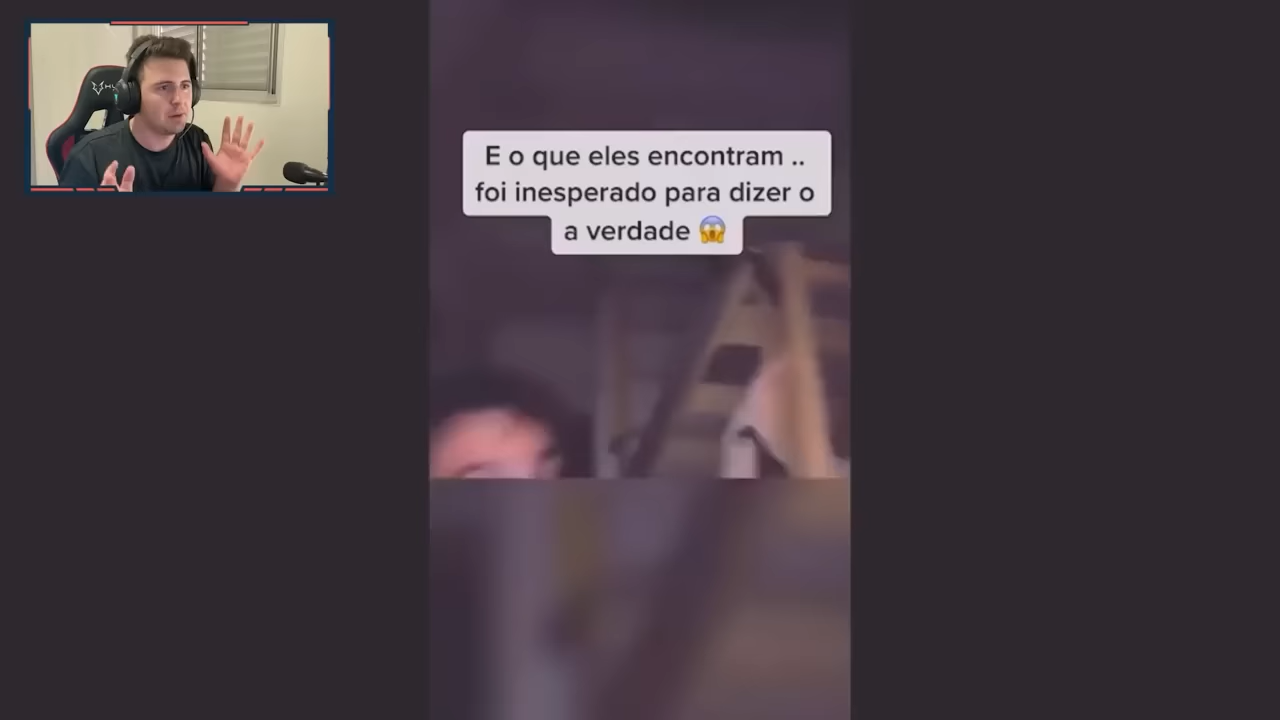 E o que eles encontram ..
foi inesperado para dizer o
a verdade 😱